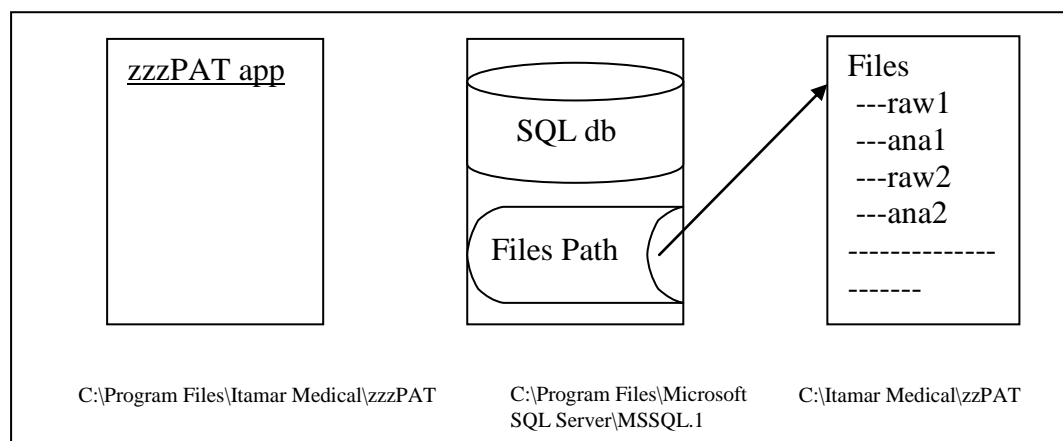 zzzPAT app
SQL db
Files Path
Files
---raw1
---ana1
---raw2
---ana2
--------------
-------
C:\Program Files\Itamar Medical\zzzPAT
C:\Program Files\Microsoft
SQL Server\MSSQL.1
C:\Itamar Medical\zzPAT